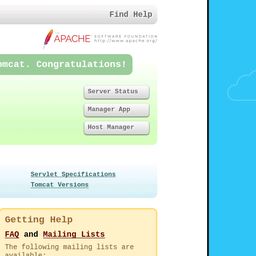 Find Help
APACHE SOFTWARE FOUNDATION
http://www.apache.org/
omcat. Congratulations!
Server Status
Manager App
Host Manager
Servlet Specifications
Tomcat Versions
Getting Help
FAQ and Mailing Lists
The following mailing lists are
available: